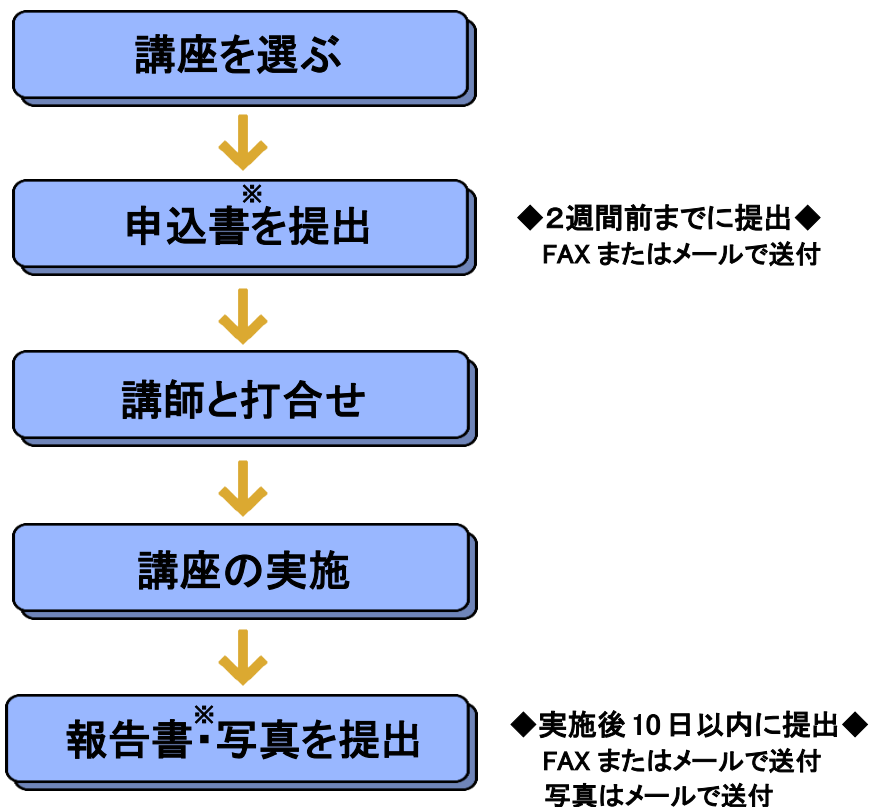 講座を選ぶ
※
申込書を提出
◆2週間前までに提出◆
FAX またはメールで送付
講師と打合せ
講座の実施
※
報告書・写真を提出
◆実施後 10 日以内に提出◆
FAX またはメールで送付
写真はメールで送付